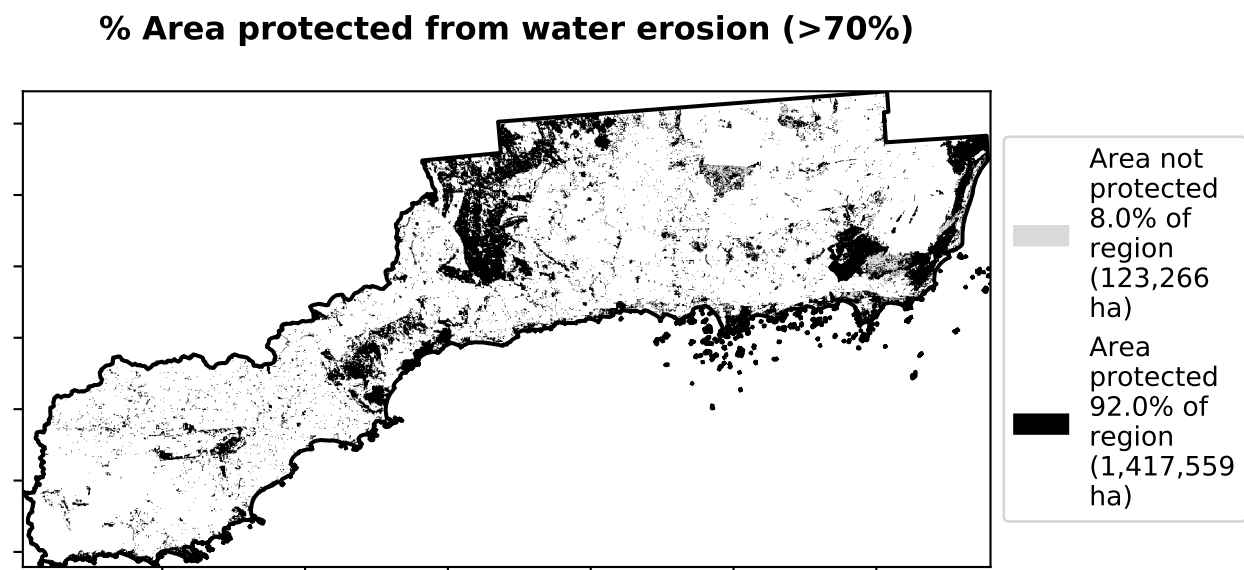 % Area protected from water erosion (>70%)
Area not
protected
8.0% of
region
(123,266
ha)
Area
protected
92.0% of
region
(1,417,559
ha)